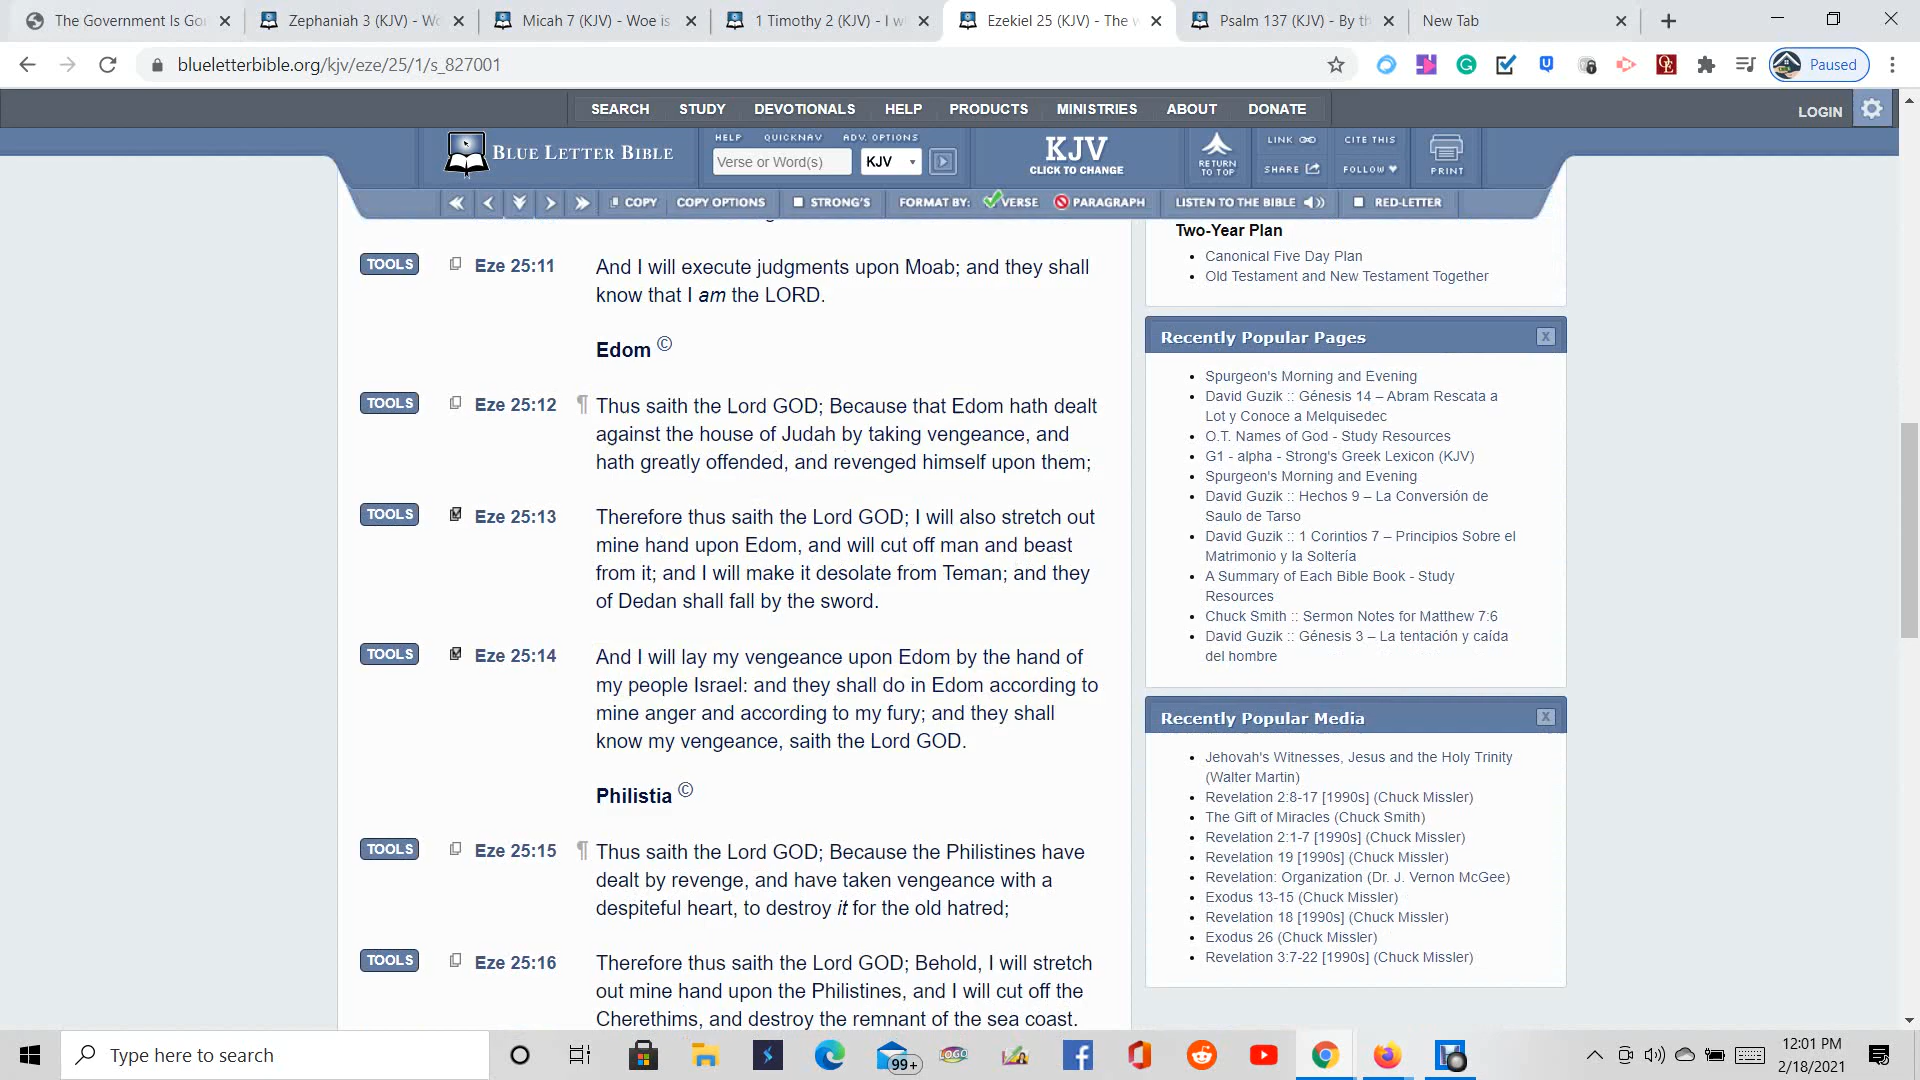 The Government Is Go
Zephaniah 3 (KJV) - Wo
Micah 7 (KJV) - Woe is
1 Timothy 2 (KJV) - I w
Ezekiel 25 (KJV) - The w
Psalm 137 (KJV) - By th
New Tab
blueletterbible.org/kjv/eze/25/1/s_827001
Paused
SEARCH STUDY DEVOTIONALS HELP PRODUCTS MINISTRIES ABOUT DONATE
LOGIN
BLUE LETTER BIBLE
HELP QUICKNAV ADV. OPTIONS
Verse or Word(s)
KJV
KJV
CLICK TO CHANGE
RETURN
TO TOP
LINK
SHARE
CITE THIS
FOLLOW
PRINT
COPY
COPY OPTIONS
STRONG'S
FORMAT BY: VERSE PARAGRAPH
LISTEN TO THE BIBLE
RED-LETTER
TOOLS Eze 25:11 And I will execute judgments upon Moab; and they shall
know that I am the LORD.
Edom ©
TOOLS Eze 25:12 ¶ Thus saith the Lord GOD; Because that Edom hath dealt
against the house of Judah by taking vengeance, and
hath greatly offended, and revenged himself upon them;
TOOLS Eze 25:13 Therefore thus saith the Lord GOD; I will also stretch out
mine hand upon Edom, and will cut off man and beast
from it; and I will make it desolate from Teman; and they
of Dedan shall fall by the sword.
TOOLS Eze 25:14 And I will lay my vengeance upon Edom by the hand of
my people Israel: and they shall do in Edom according to
mine anger and according to my fury; and they shall
know my vengeance, saith the Lord GOD.
Philistia ©
TOOLS Eze 25:15 ¶ Thus saith the Lord GOD; Because the Philistines have
dealt by revenge, and have taken vengeance with a
despiteful heart, to destroy it for the old hatred;
TOOLS Eze 25:16 Therefore thus saith the Lord GOD; Behold, I will stretch
out mine hand upon the Philistines, and I will cut off the
Cherethims, and destroy the remnant of the sea coast.
Two-Year Plan
Canonical Five Day Plan
Old Testament and New Testament Together
Recently Popular Pages
X
Spurgeon's Morning and Evening
David Guzik :: Génesis 14 – Abram Rescata a
Lot y Conoce a Melquisedec
O.T. Names of God - Study Resources
G1 - alpha - Strong's Greek Lexicon (KJV)
Spurgeon's Morning and Evening
David Guzik :: Hechos 9 – La Conversión de
Saulo de Tarso
David Guzik :: 1 Corintios 7 – Principios Sobre el
Matrimonio y la Soltería
A Summary of Each Bible Book - Study
Resources
Chuck Smith :: Sermon Notes for Matthew 7:6
David Guzik :: Génesis 3 – La tentación y caída
del hombre
Recently Popular Media
X
Jehovah's Witnesses, Jesus and the Holy Trinity
(Walter Martin)
Revelation 2:8-17 [1990s] (Chuck Missler)
The Gift of Miracles (Chuck Smith)
Revelation 2:1-7 [1990s] (Chuck Missler)
Revelation 19 [1990s] (Chuck Missler)
Revelation: Organization (Dr. J. Vernon McGee)
Exodus 13-15 (Chuck Missler)
Revelation 18 [1990s] (Chuck Missler)
Exodus 26 (Chuck Missler)
Revelation 3:7-22 [1990s] (Chuck Missler)
Type here to search
99+
LOGO
12:01 PM
2/18/2021